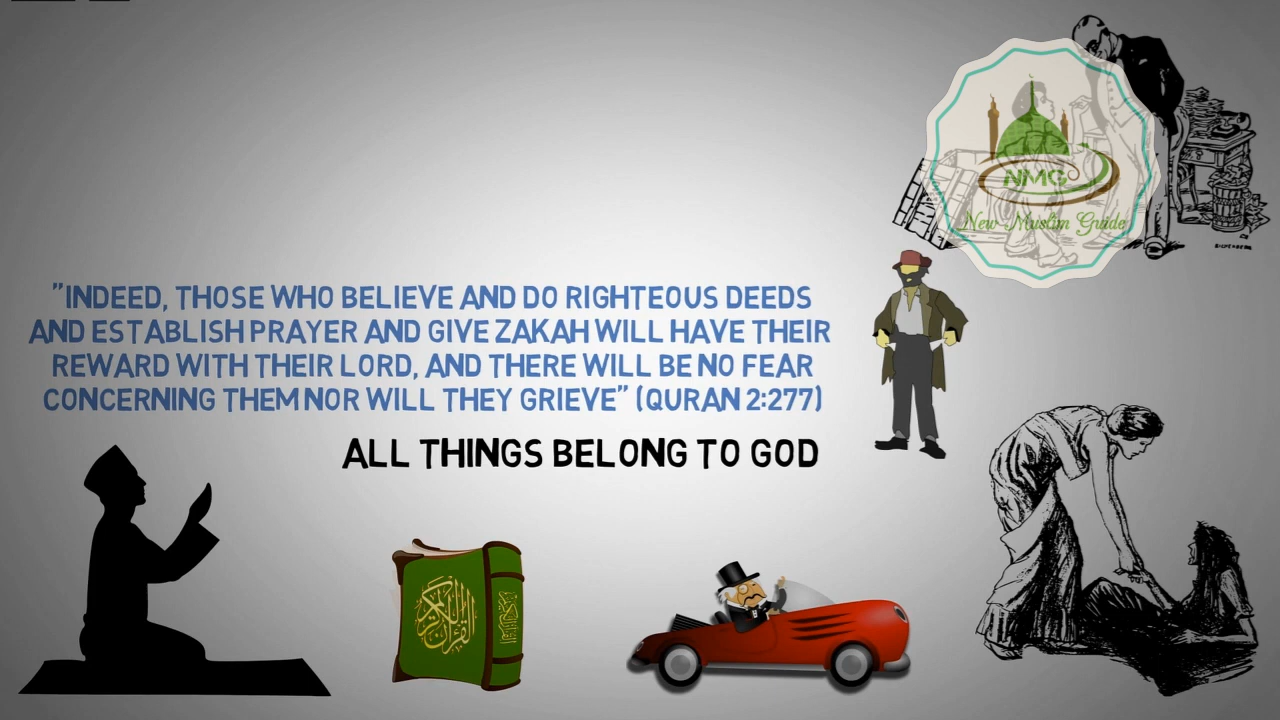 NMG
New Muslim Guide
"INDEED, THOSE WHO BELIEVE AND DO RIGHTEOUS DEEDS
AND ESTABLISH PRAYER AND GIVE ZAKAH WILL HAVE THEIR
REWARD WITH THEIR LORD, AND THERE WILL BE NO FEAR
CONCERNING THEM NOR WILL THEY GRIEVE" (QURAN 2:277)
ALL THINGS BELONG TO GOD
القرآن الكريم